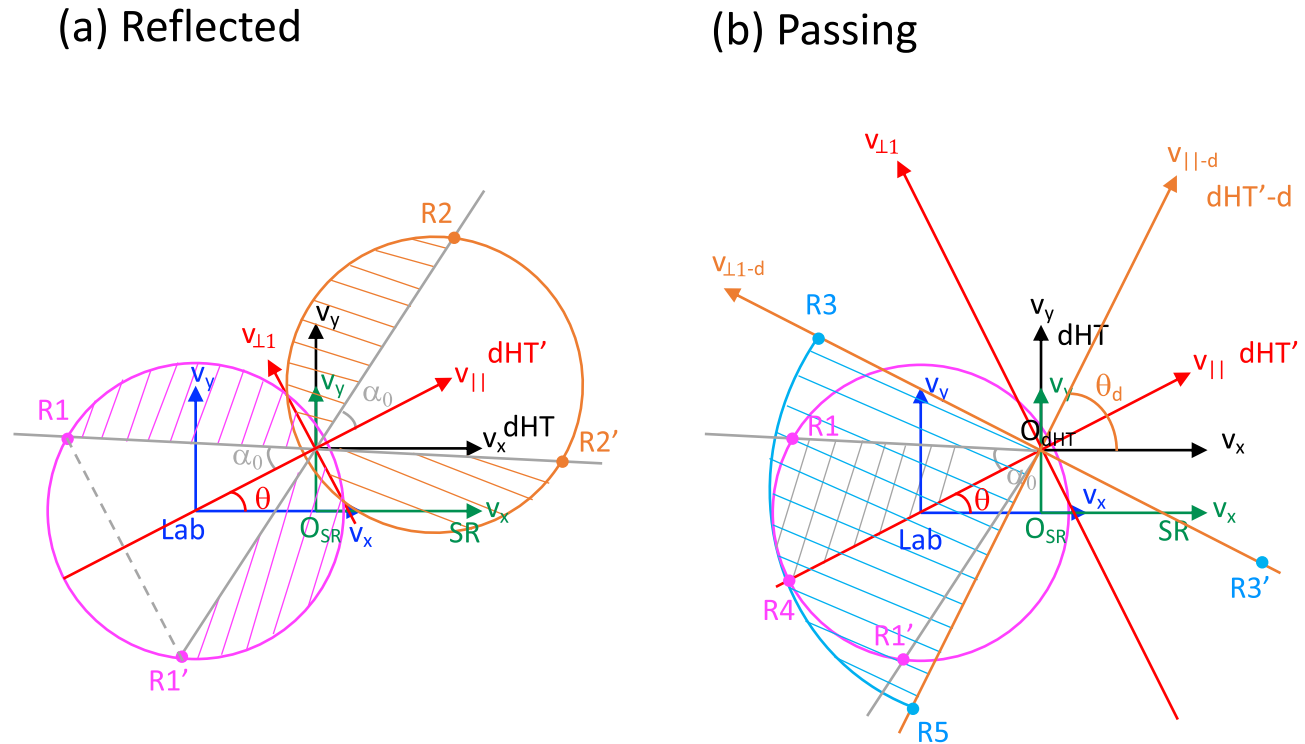 (a) Reflected
(b) Passing
R2
v⊥1
vy
vy
dHT’
v||
α0
vx
dHT
R2’
R1
vy
α0
θ
Lab
OSR
vx
vx
SR
R1’
v⊥1
v||-d
dHT’-d
v⊥1-d
R3
vy
dHT
dHT’
v||
θd
vy
vy
OdHT
vx
R1
α0
θ
vx
Lab
OSR
SR
vx
R3’
R4
R1’
R5